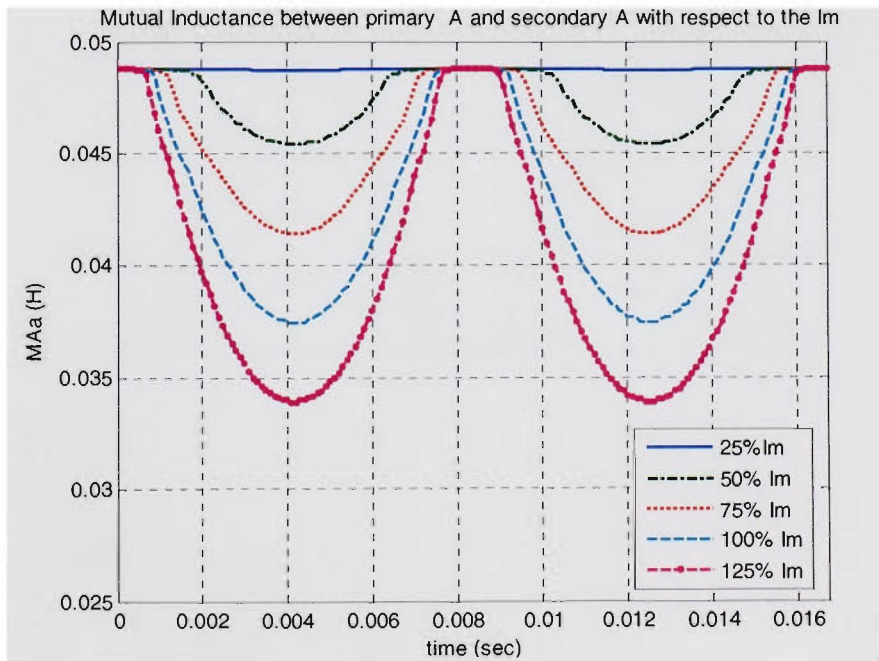 Mutual Inductance between primary A and secondary A with respect to the Im
0.05
0.045
0.04
0.035
0.03
0.025
MAa (H)
0
0.002
0.004
0.006
0.008
0.01
0.012
0.014
0.016
time (sec)
25%Im
50% Im
75% Im
100% Im
125% Im